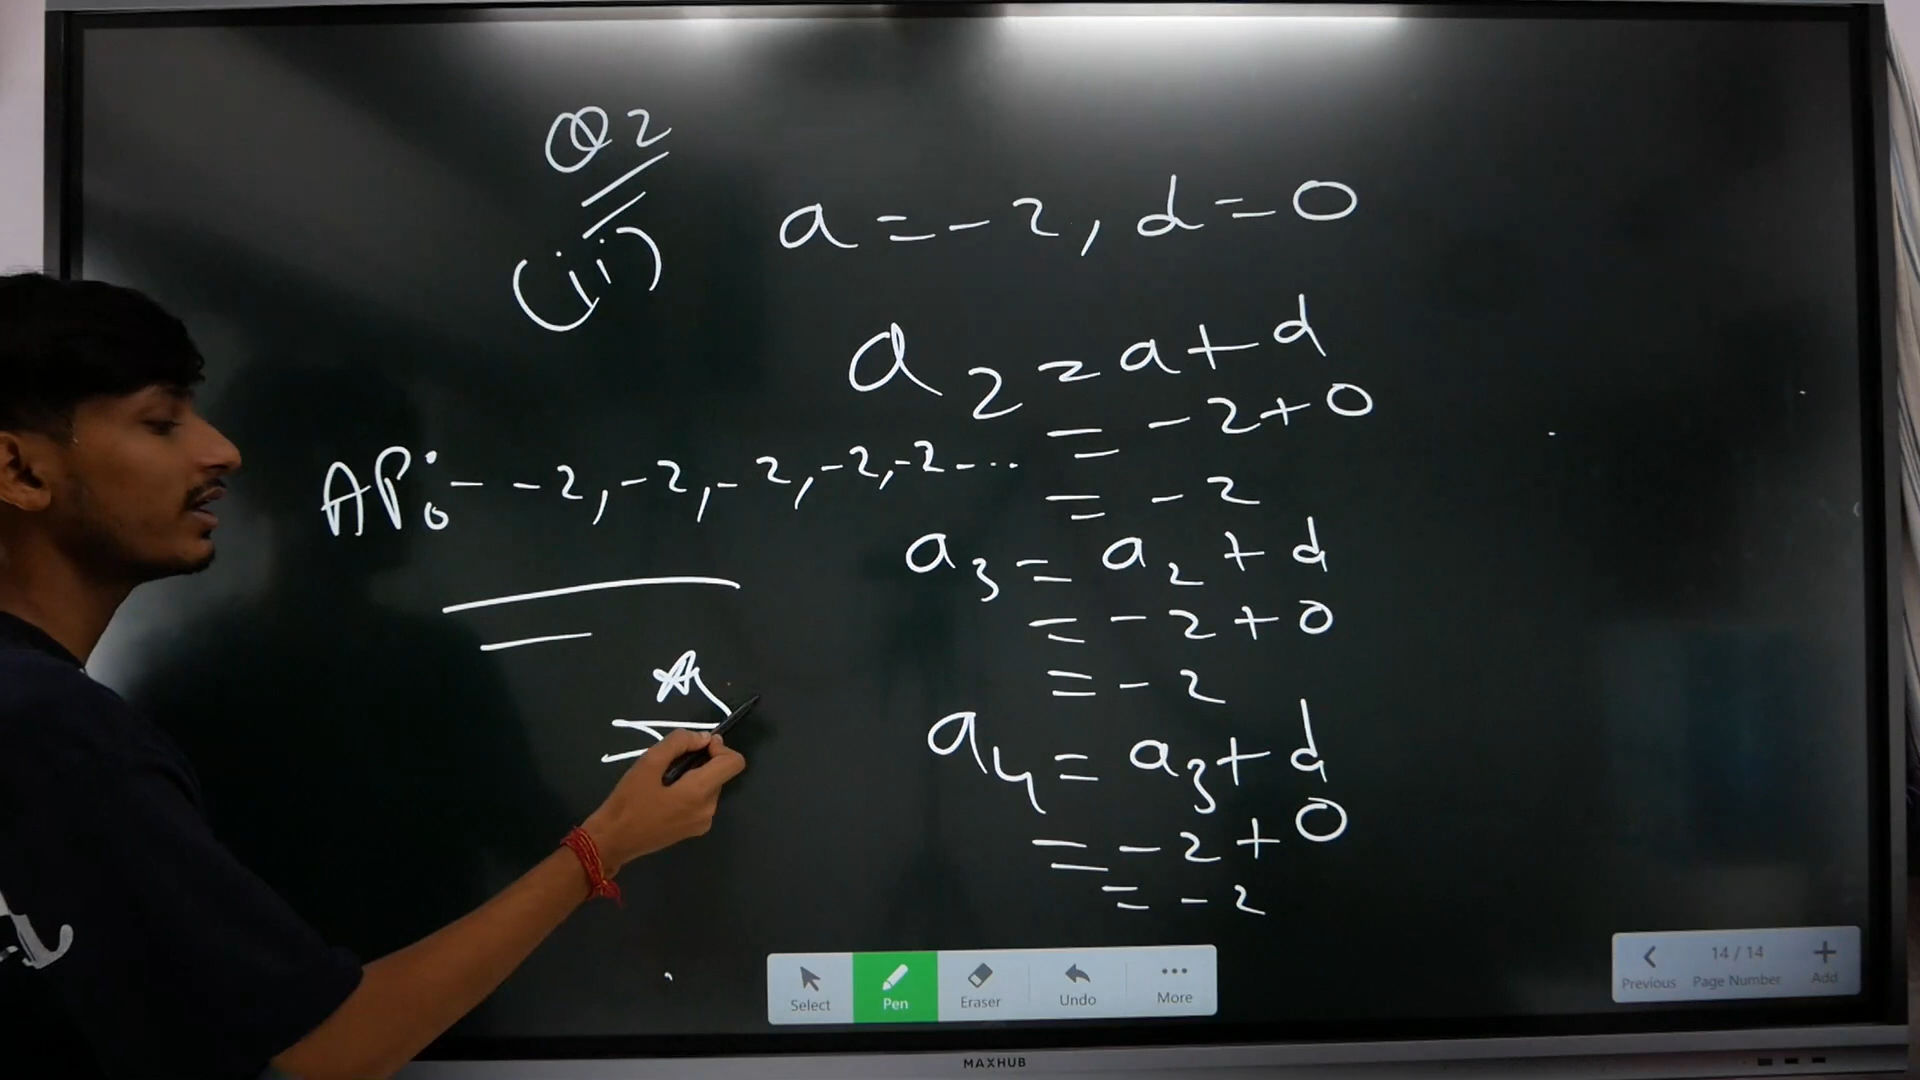 Q2
(ii)
a = -2, d = 0
a2 = a + d
= -2 + 0
= -2
AP:- -2, -2, -2, -2, -2 ...
a3 = a2 + d
= -2 + 0
= -2
a4 = a3 + d
= -2 + 0
= -2
Select
Pen
Eraser
Undo
More
Previous
14 / 14
Page Number
Add
MAXHUB